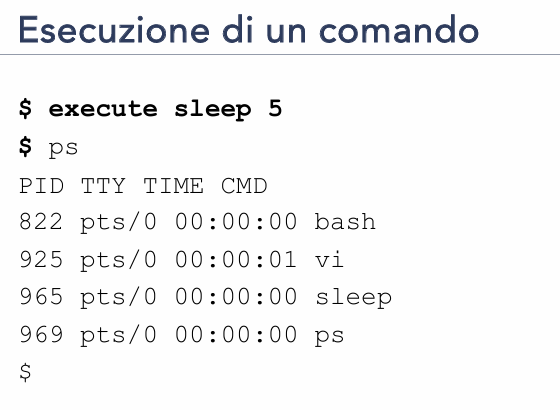 Esecuzione di un comando
$ execute sleep 5
$ ps
PID TTY TIME CMD
822 pts/0 00:00:00 bash
925 pts/0 00:00:01 vi
965 pts/0 00:00:00 sleep
969 pts/0 00:00:00 ps
$